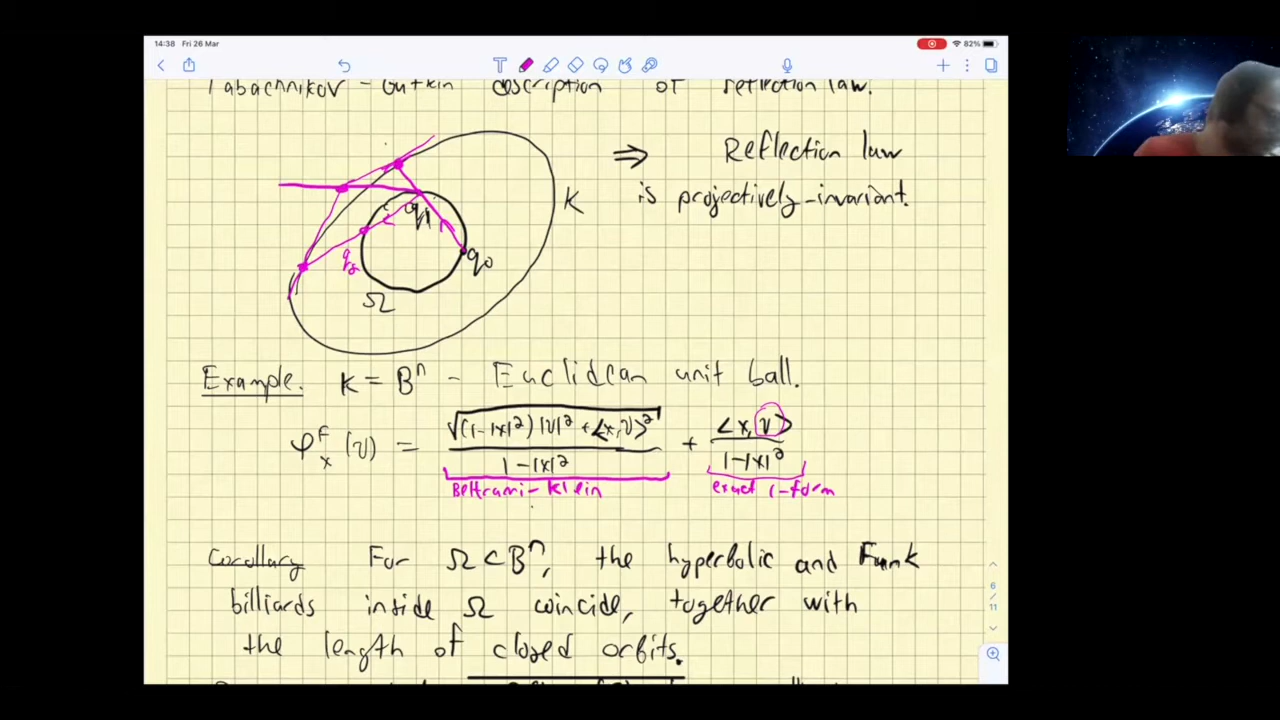 14:38 Fri 26 Mar
82%
Tabachnikov - Gutkin description of reflection law.
⇒ Reflection law
is projectively-invariant.
K
q₁
q₀
q₂
Ω
Example. K = Bⁿ - Euclidean unit ball.
φₓᶠ(v) = √((1-|x|²)|v|² + <x,v>²) / (1-|x|²) + <x,v> / (1-|x|²)
Beltrami-Klein exact 1-form
Corollary For Ω ⊂ Bⁿ, the hyperbolic and Funk
billiards inside Ω coincide, together with
the length of closed orbits.
6
/
11